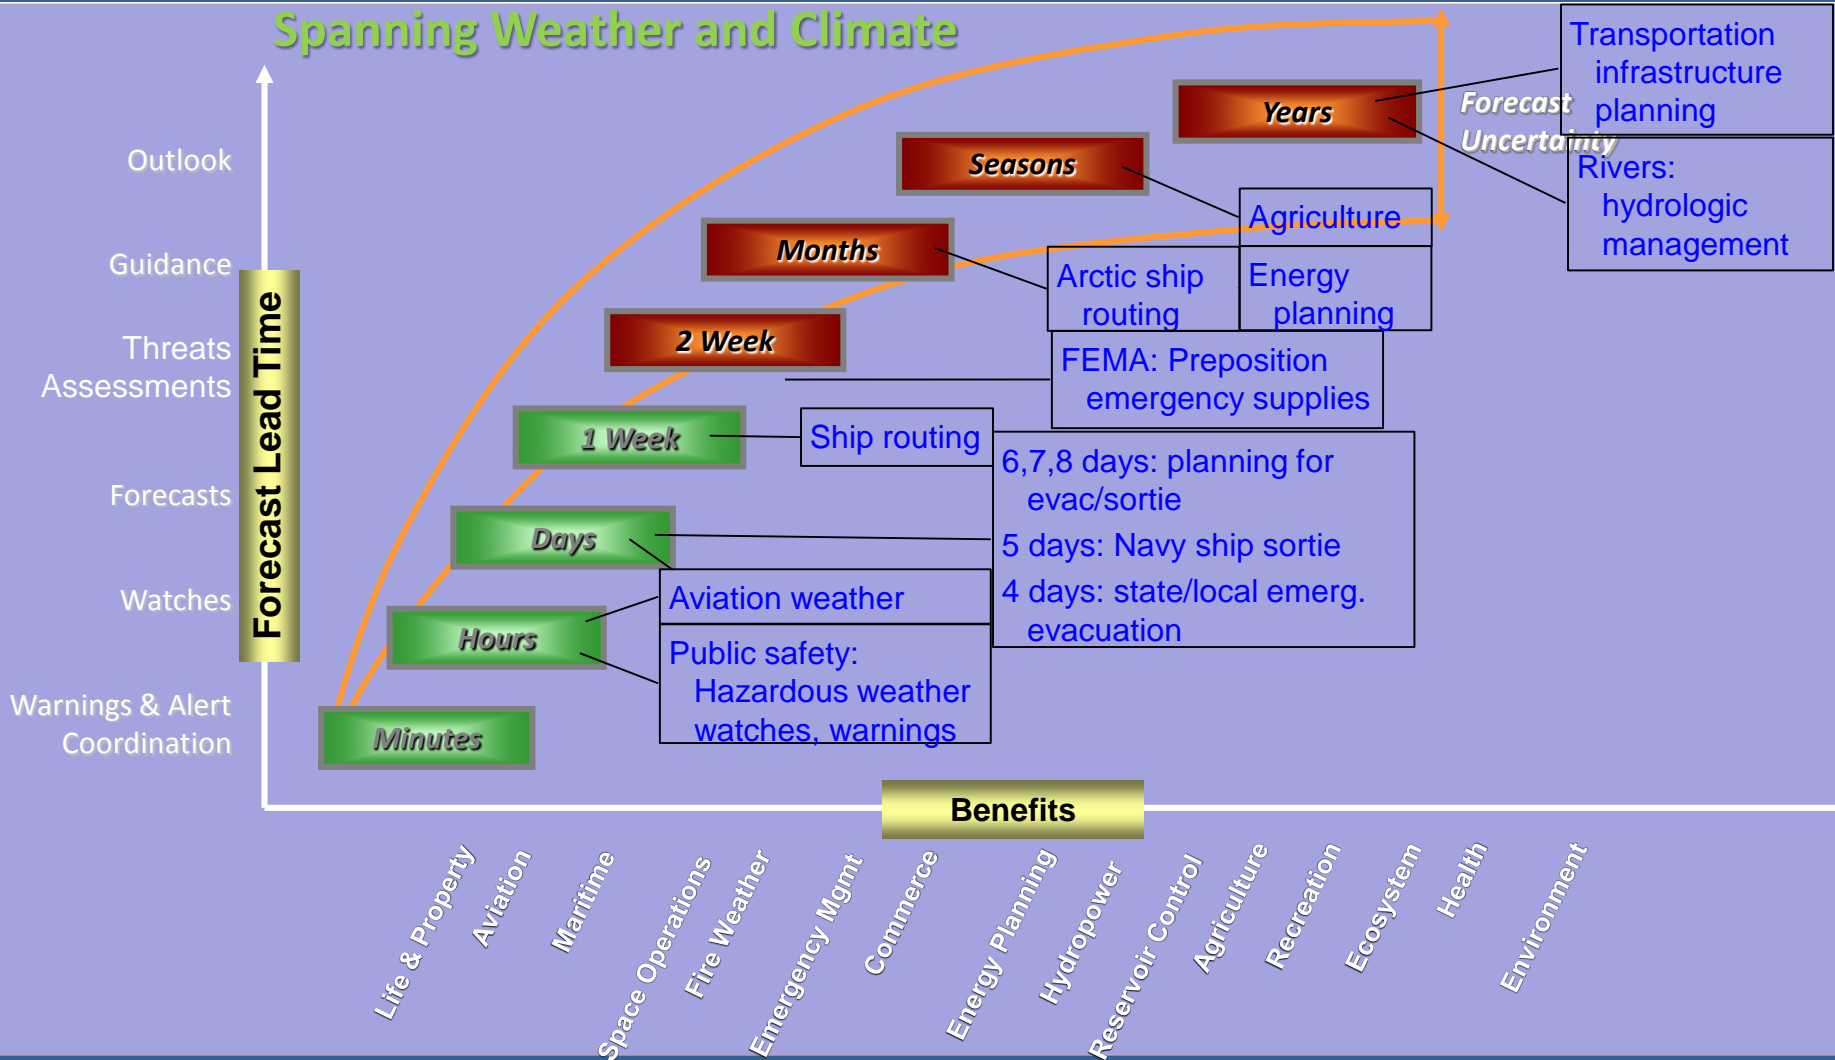 Spanning Weather and Climate
Outlook
Guidance
Threats
Assessments
Forecasts
Watches
Warnings & Alert
Coordination
Forecast Lead Time
Years
Seasons
Months
2 Week
1 Week
Days
Hours
Minutes
Forecast
Uncertainty
Transportation
infrastructure
planning
Rivers:
hydrologic
management
Agriculture
Arctic ship
routing
Energy
planning
FEMA: Preposition
emergency supplies
Ship routing
6,7,8 days: planning for
evac/sortie
5 days: Navy ship sortie
4 days: state/local emerg.
evacuation
Aviation weather
Public safety:
Hazardous weather
watches, warnings
Benefits
Life & Property
Aviation
Maritime
Space Operations
Fire Weather
Emergency Mgmt
Commerce
Energy Planning
Hydropower
Reservoir Control
Agriculture
Recreation
Ecosystem
Health
Environment